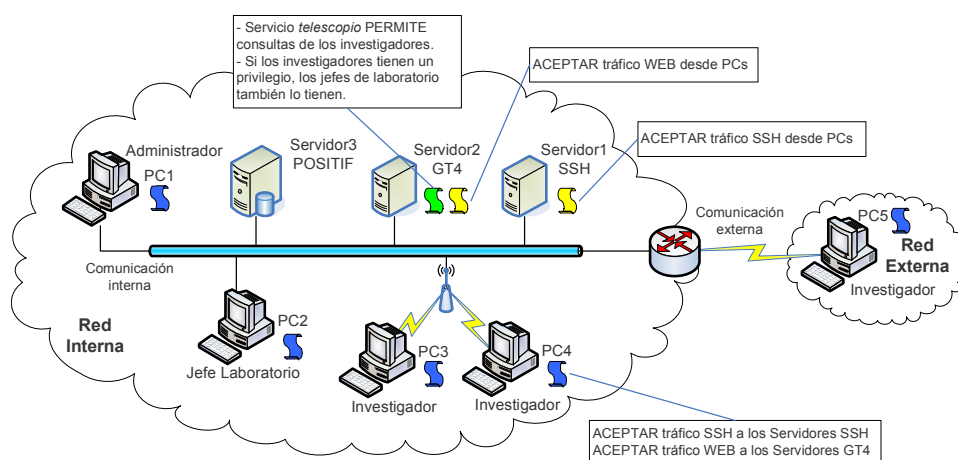 - Servicio telescopio PERMITE
consultas de los investigadores.
- Si los investigadores tienen un
privilegio, los jefes de laboratorio
también lo tienen.
ACEPTAR tráfico WEB desde PCs
ACEPTAR tráfico SSH desde PCs
Administrador
PC1
Servidor3
POSITIF
Servidor2
GT4
Servidor1
SSH
Comunicación
externa
PC5
Red
Externa
Investigador
Comunicación
interna
Red
Interna
PC2
Jefe Laboratorio
PC3
Investigador
PC4
Investigador
ACEPTAR tráfico SSH a los Servidores SSH
ACEPTAR tráfico WEB a los Servidores GT4